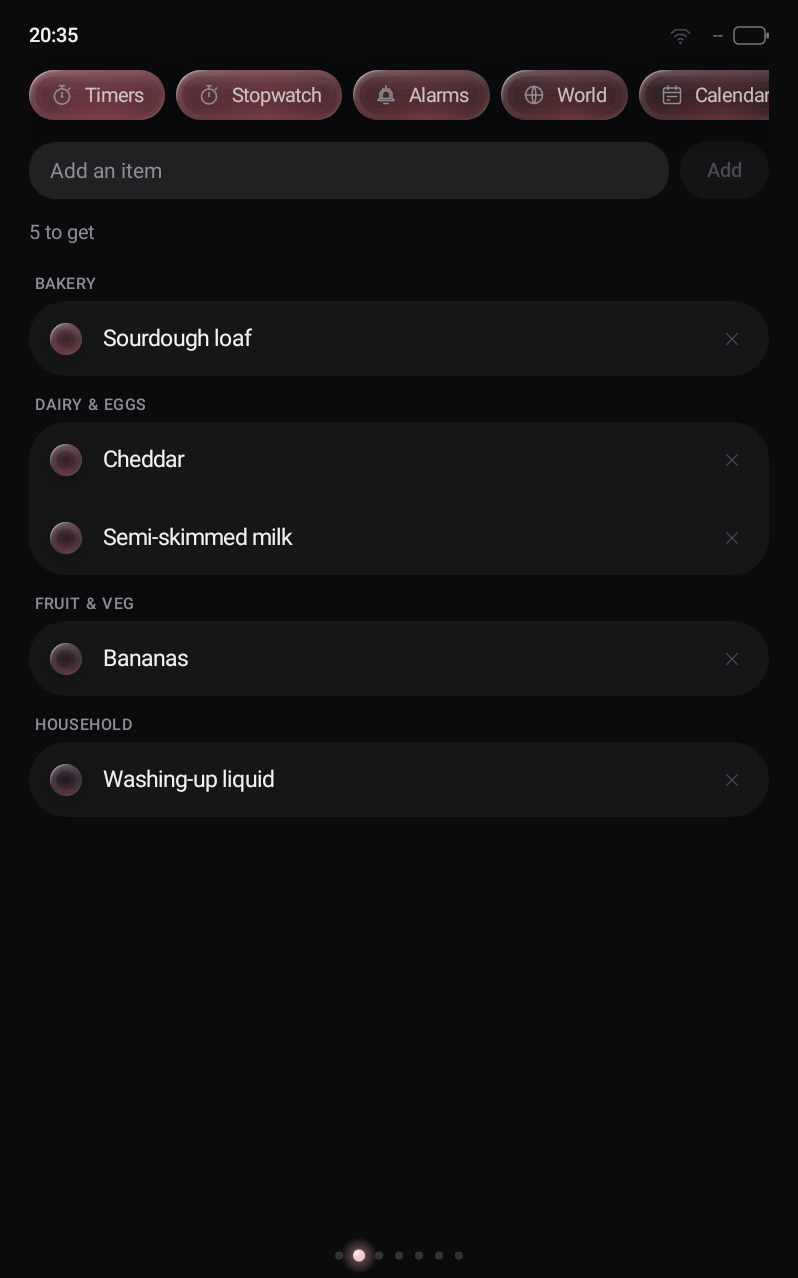 20:35
--
Timers
Stopwatch
Alarms
World
Calendar
Add an item
Add
5 to get
BAKERY
Sourdough loaf
DAIRY & EGGS
Cheddar
Semi-skimmed milk
FRUIT & VEG
Bananas
HOUSEHOLD
Washing-up liquid